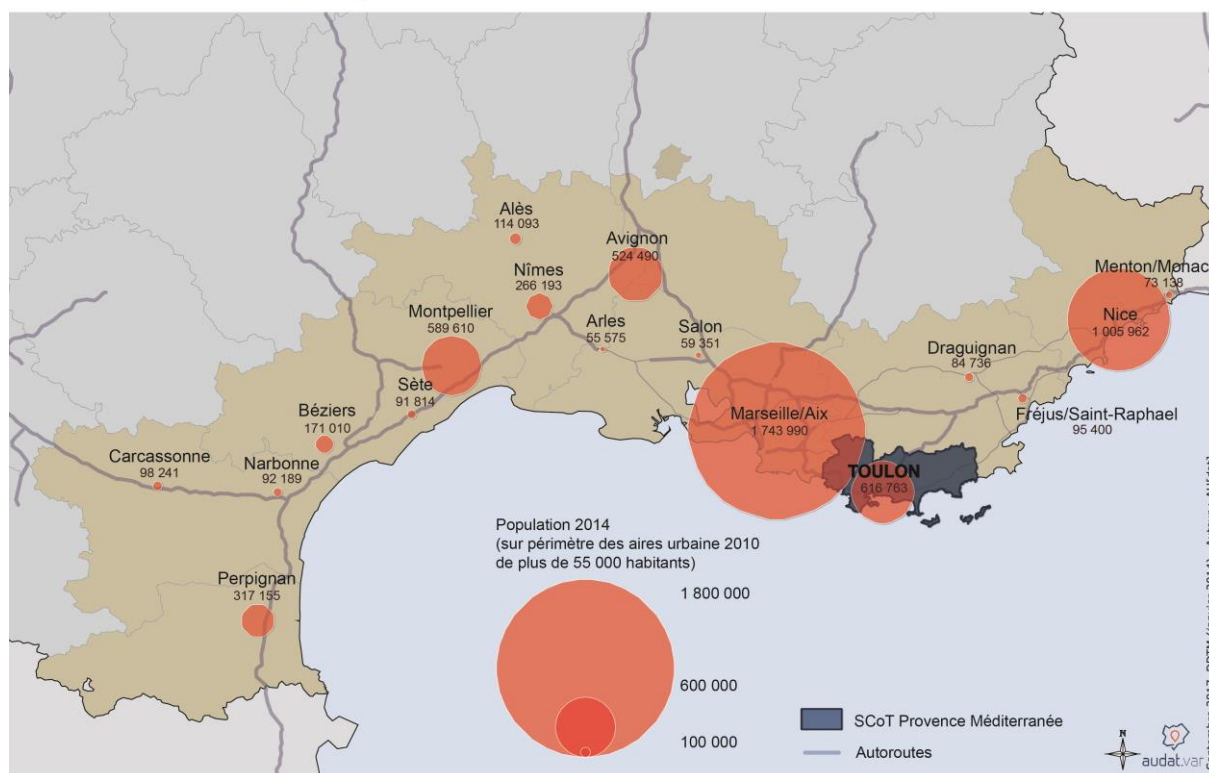 Alès
114 093
Avignon
524 490
Nîmes
266 193
Montpellier
589 610
Arles
55 575
Salon
59 351
Menton/Monac
73 138
Nice
1 005 962
Draguignan
84 736
Fréjus/Saint-Raphael
95 400
Sète
91 814
Marseille/Aix
1 743 990
Béziers
171 010
Carcassonne
98 241
Narbonne
92 189
TOULON
616 763
Perpignan
317 155
Population 2014
(sur périmètre des aires urbaine 2010
de plus de 55 000 habitants)
1 800 000
600 000
100 000
SCoT Provence Méditerranée
Autoroutes
N
audat.var